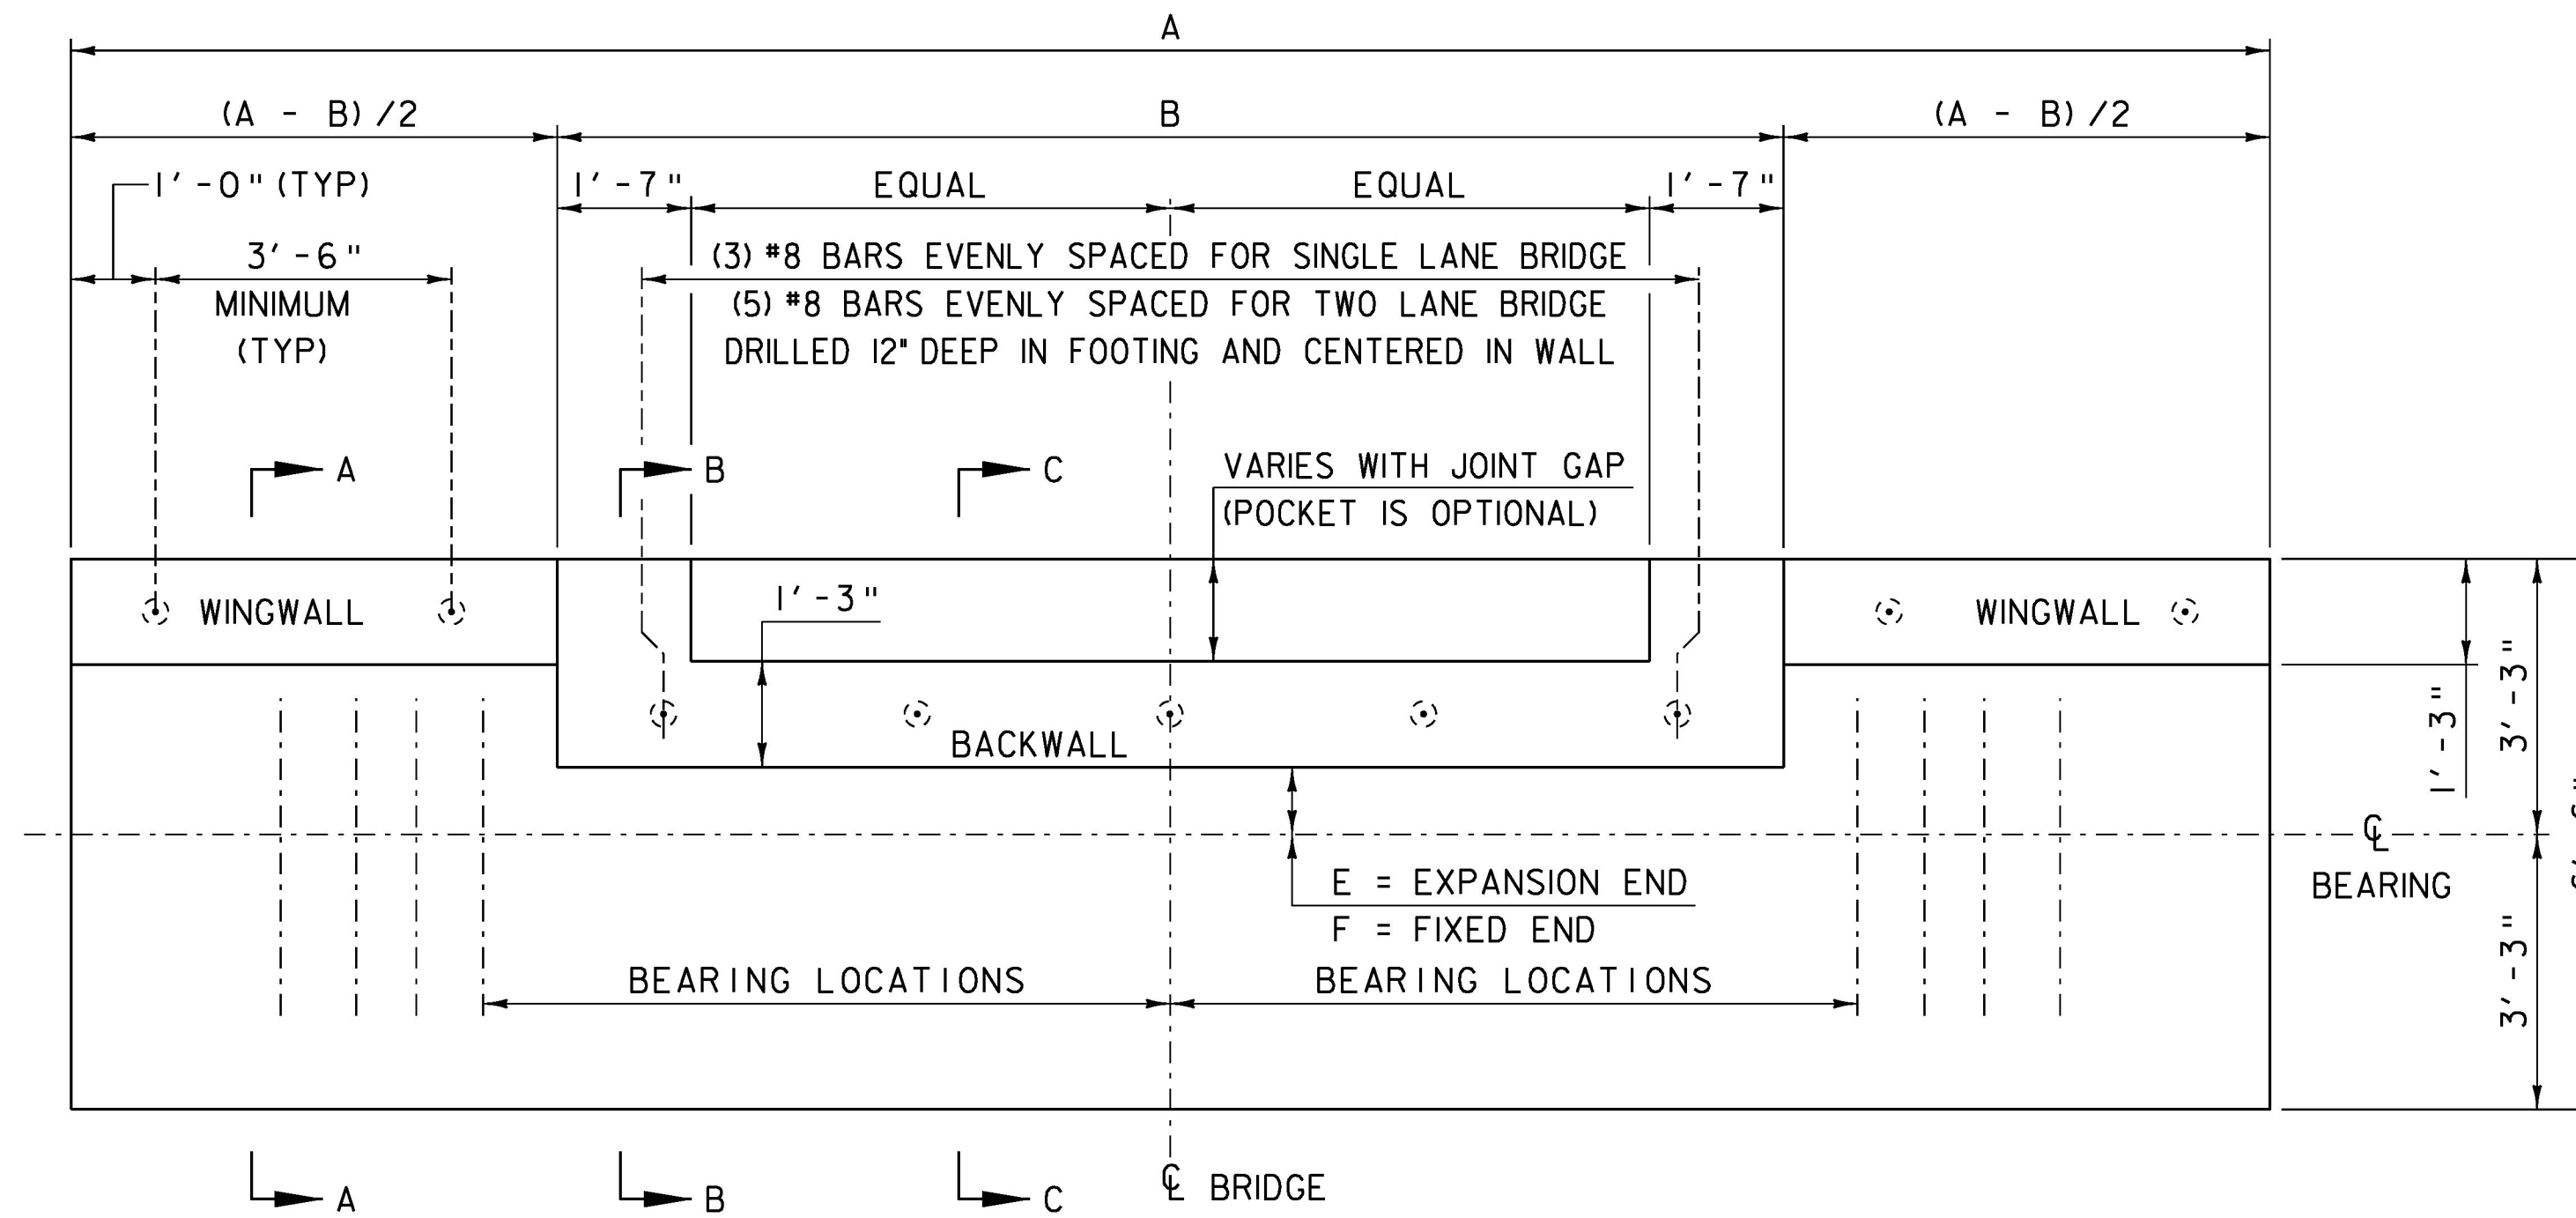 A
(A - B)/2
B
(A - B)/2
1'-0" (TYP)
1'-7"
EQUAL
EQUAL
1'-7"
3'-6"
MINIMUM
(TYP)
(3) #8 BARS EVENLY SPACED FOR SINGLE LANE BRIDGE
(5) #8 BARS EVENLY SPACED FOR TWO LANE BRIDGE
DRILLED 12" DEEP IN FOOTING AND CENTERED IN WALL
A
B
C
VARIES WITH JOINT GAP
(POCKET IS OPTIONAL)
1'-3"
WINGWALL
WINGWALL
BACKWALL
1'-3"
3'-3"
℄
BEARING
E = EXPANSION END
F = FIXED END
3'-3"
BEARING LOCATIONS
BEARING LOCATIONS
A
B
C
℄ BRIDGE